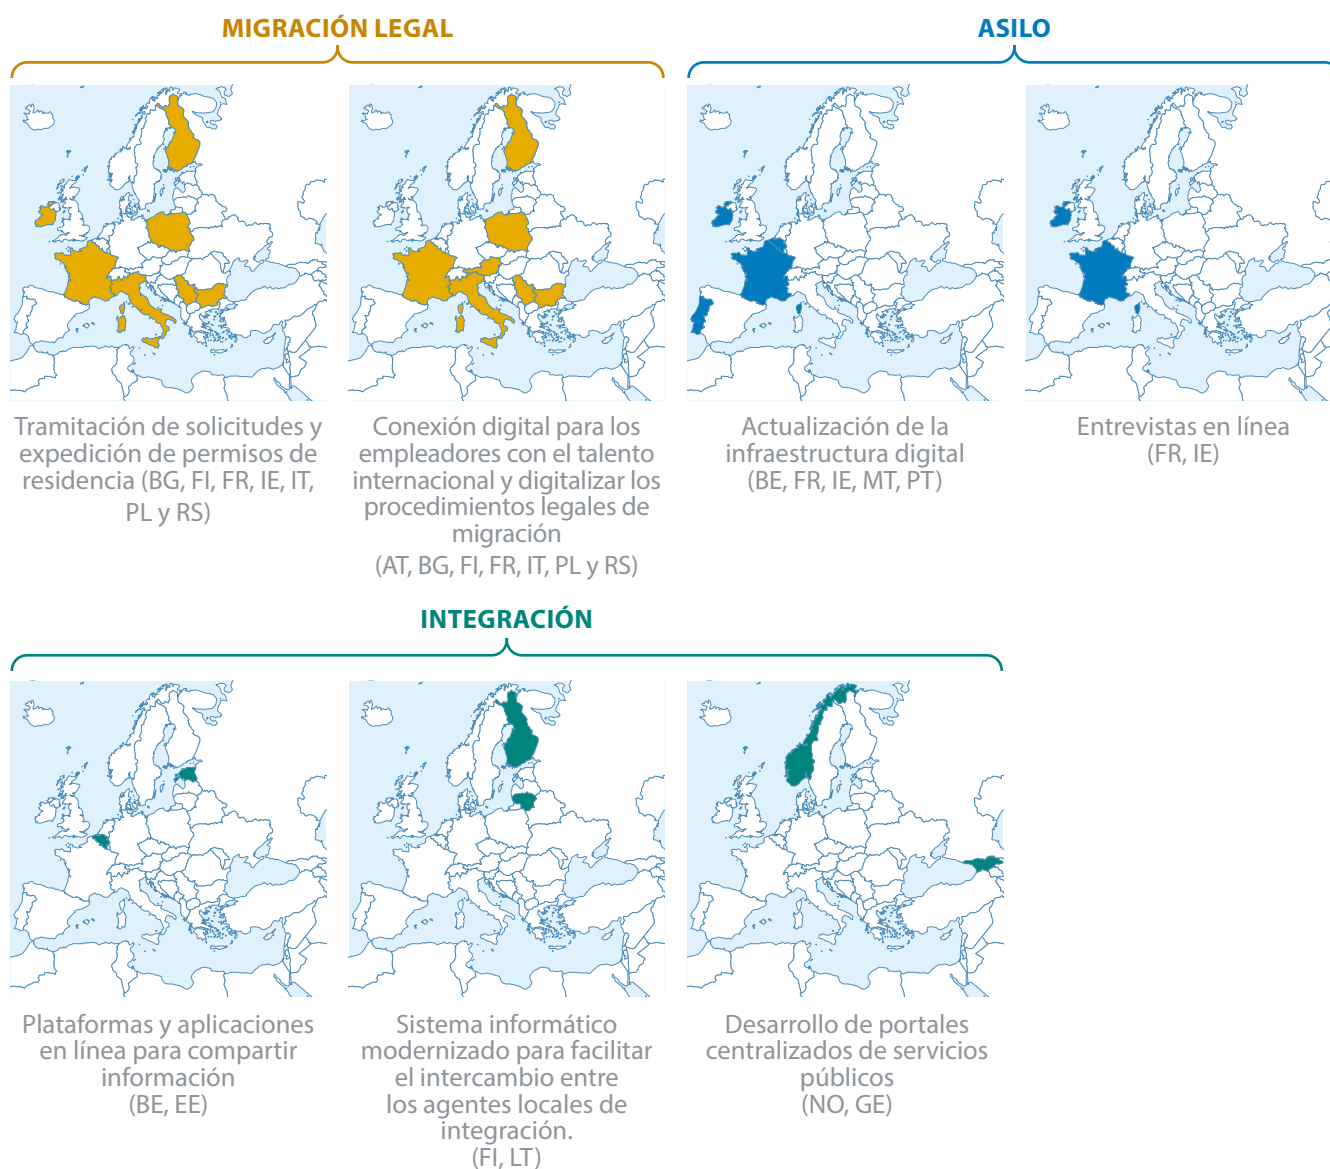 MIGRACIÓN LEGAL
ASILO
Tramitación de solicitudes y
expedición de permisos de
residencia (BG, FI, FR, IE, IT,
PL y RS)
Conexión digital para los
empleadores con el talento
internacional y digitalizar los
procedimientos legales de
migración
(AT, BG, FI, FR, IT, PL y RS)
Actualización de la
infraestructura digital
(BE, FR, IE, MT, PT)
Entrevistas en línea
(FR, IE)
INTEGRACIÓN
Plataformas y aplicaciones
en línea para compartir
información
(BE, EE)
Sistema informático
modernizado para facilitar
el intercambio entre
los agentes locales de
integración.
(FI, LT)
Desarrollo de portales
centralizados de servicios
públicos
(NO, GE)